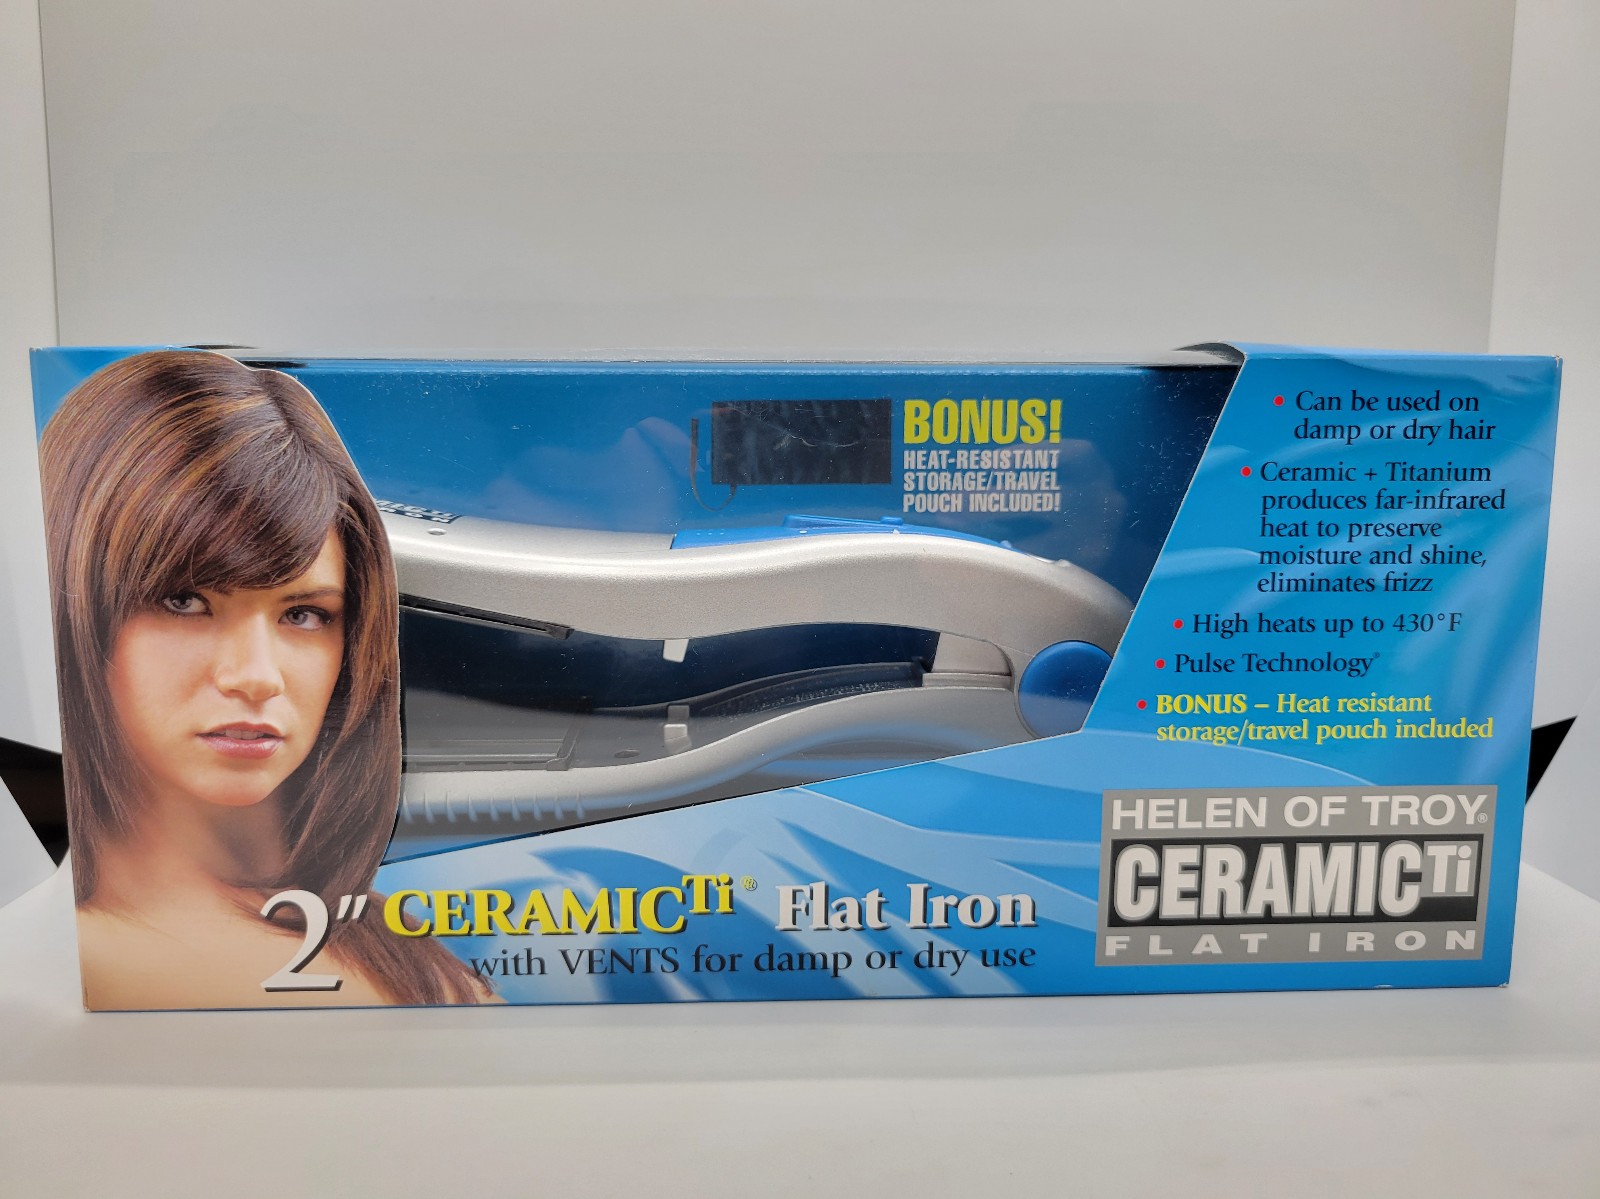 BONUS!
HEAT-RESISTANT
STORAGE/TRAVEL
POUCH INCLUDED!
• Can be used on
damp or dry hair
• Ceramic + Titanium
produces far-infrared
heat to preserve
moisture and shine,
eliminates frizz
• High heats up to 430°F
• Pulse Technology®
• BONUS – Heat resistant
storage/travel pouch included
2" CERAMICTi® Flat Iron
with VENTS for damp or dry use
HELEN OF TROY®
CERAMICTi
FLAT IRON